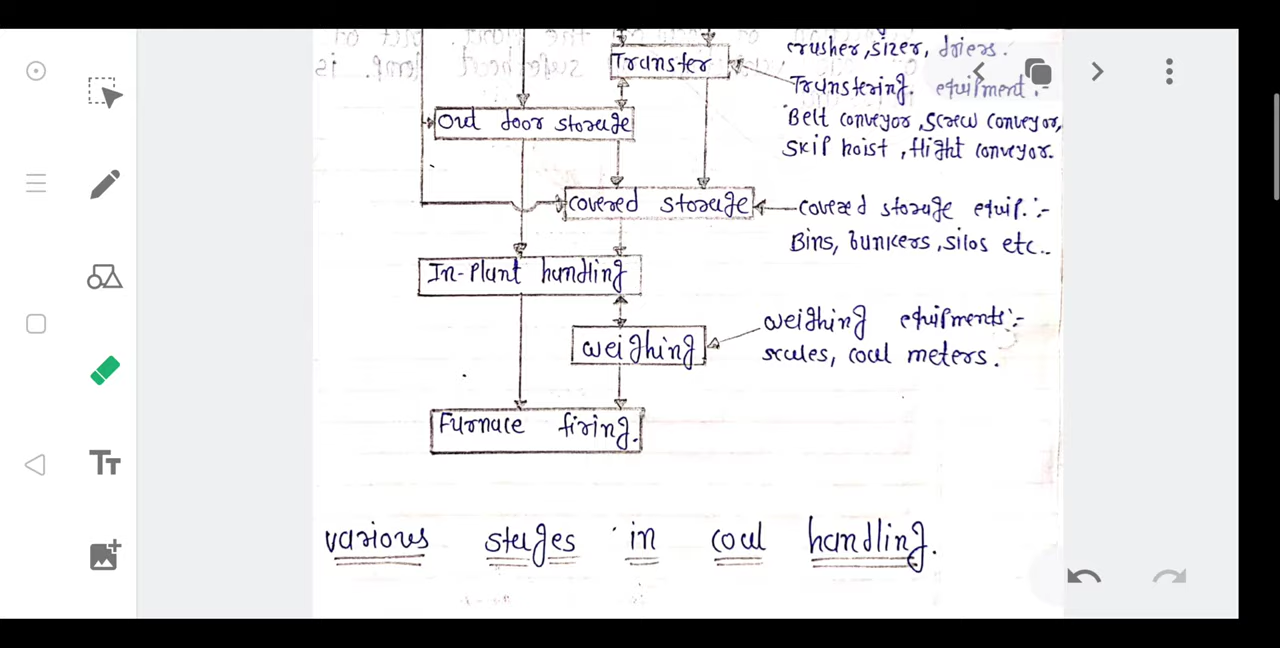 crusher, sizer, driers.
Transfer
Transfering. equipment :-
Belt conveyor, screw conveyor,
skip hoist, flight conveyor.
out door storage
covered storage
covered storage equip. :-
Bins, bunkers, silos etc..
In-Plant handling
weighing equipments :-
scales, coal meters.
weighing
Furnace firing.
various stages in coal handling.
TT